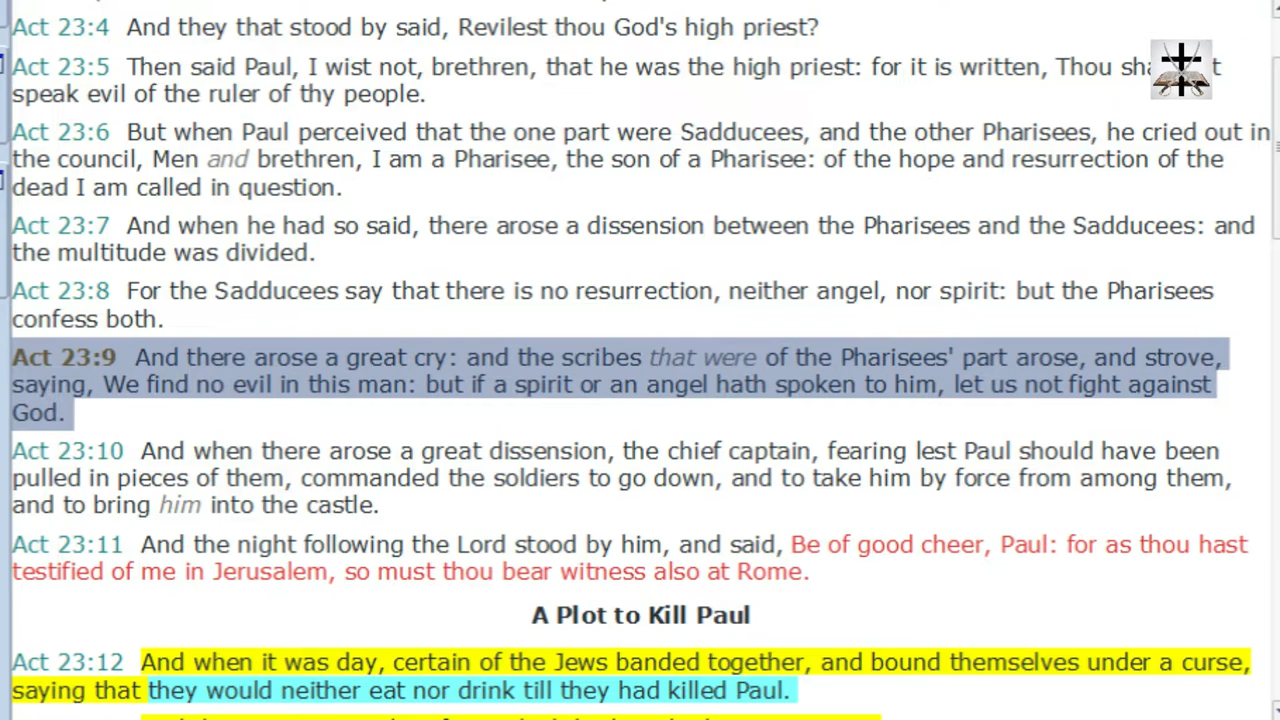 Act 23:4 And they that stood by said, Revilest thou God's high priest?
Act 23:5 Then said Paul, I wist not, brethren, that he was the high priest: for it is written, Thou
speak evil of the ruler of thy people.
Act 23:6 But when Paul perceived that the one part were Sadducees, and the other Pharisees, he cried out in
the council, Men and brethren, I am a Pharisee, the son of a Pharisee: of the hope and resurrection of the
dead I am called in question.
Act 23:7 And when he had so said, there arose a dissension between the Pharisees and the Sadducees: and
the multitude was divided.
Act 23:8 For the Sadducees say that there is no resurrection, neither angel, nor spirit: but the Pharisees
confess both.
Act 23:9 And there arose a great cry: and the scribes that were of the Pharisees' part arose, and strove,
saying, We find no evil in this man: but if a spirit or an angel hath spoken to him, let us not fight against
God.
Act 23:10 And when there arose a great dissension, the chief captain, fearing lest Paul should have been
pulled in pieces of them, commanded the soldiers to go down, and to take him by force from among them,
and to bring him into the castle.
Act 23:11 And the night following the Lord stood by him, and said, Be of good cheer, Paul: for as thou hast
testified of me in Jerusalem, so must thou bear witness also at Rome.
A Plot to Kill Paul
Act 23:12 And when it was day, certain of the Jews banded together, and bound themselves under a curse,
saying that they would neither eat nor drink till they had killed Paul.